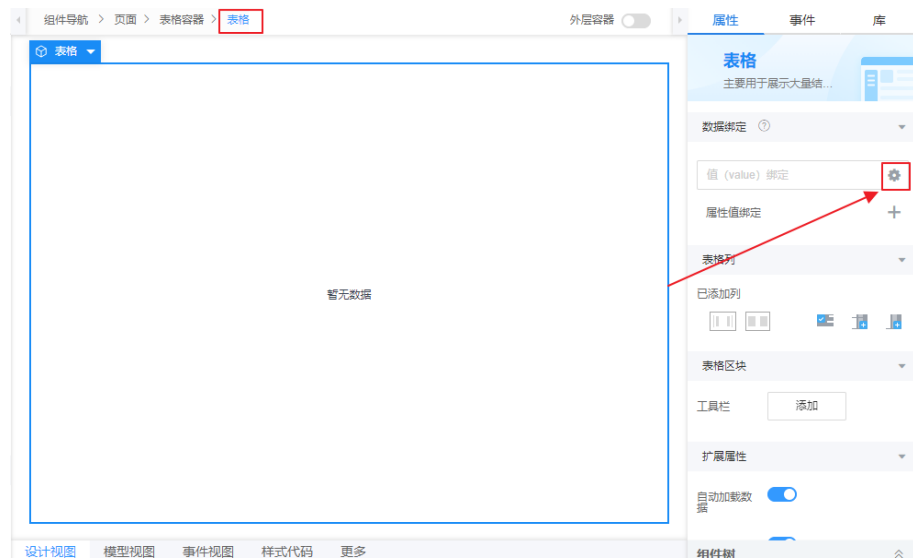 组件导航 > 页面 > 表格容器 > 表格
外层容器
属性 事件 库
表格
表格
主要用于展示大量结...
数据绑定 ?
值（value）绑定
属性值绑定
表格列
暂无数据
已添加列
表格区块
工具栏 添加
扩展属性
自动加载数
据
设计视图 模型视图 事件视图 样式代码 更多
组件树